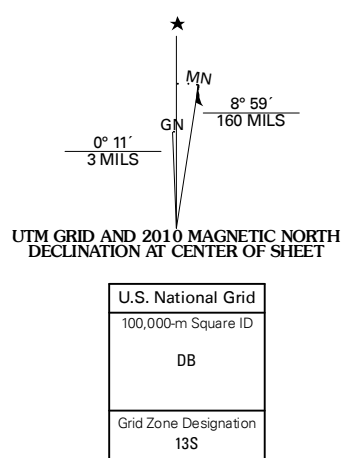 MN
8° 59´
160 MILS
GN
0° 11´
3 MILS
UTM GRID AND 2010 MAGNETIC NORTH
DECLINATION AT CENTER OF SHEET
U.S. National Grid
100,000-m Square ID
DB
Grid Zone Designation
13S